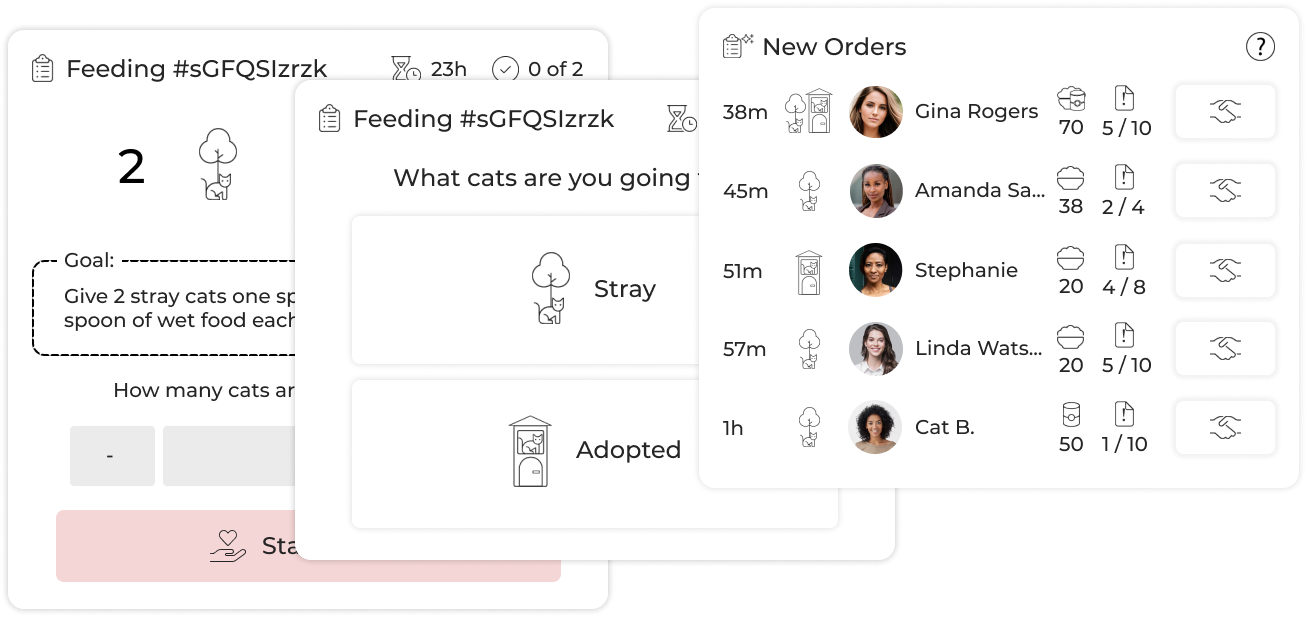 Feeding #sGFQSIzrzk 23h 0 of 2
2
Goal:
Give 2 stray cats one
spoon of wet food each
How many cats
-
Feeding #sGFQSIzrzk
What cats are you going
Stray
Adopted
New Orders ?
38m Gina Rogers 70 5 / 10
45m Amanda Sa... 38 2 / 4
51m Stephanie 20 4 / 8
57m Linda Wats... 20 5 / 10
1h Cat B. 50 1 / 10